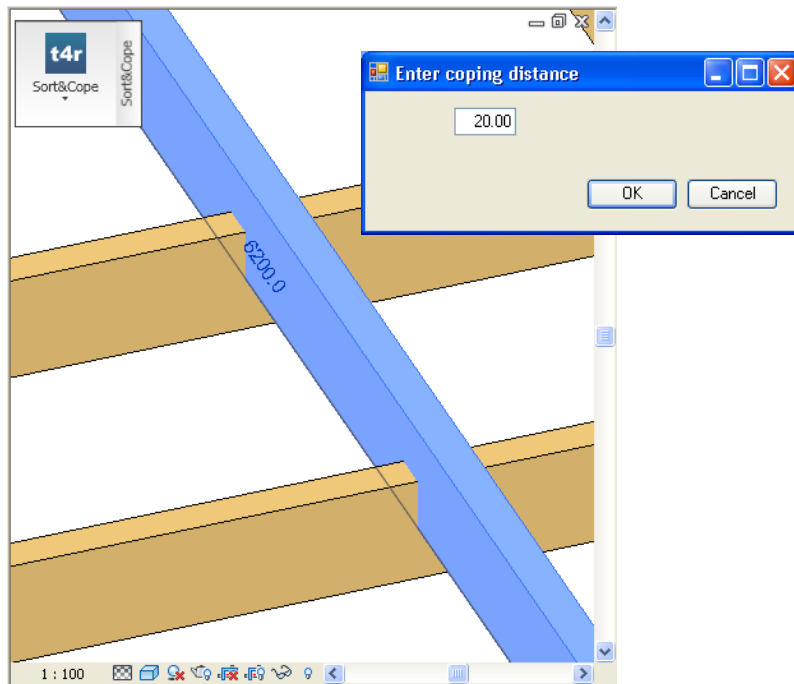 t4r
Sort&Cope
Sort&Cope
Enter coping distance
20.00
OK
Cancel
6200.0
1 : 100